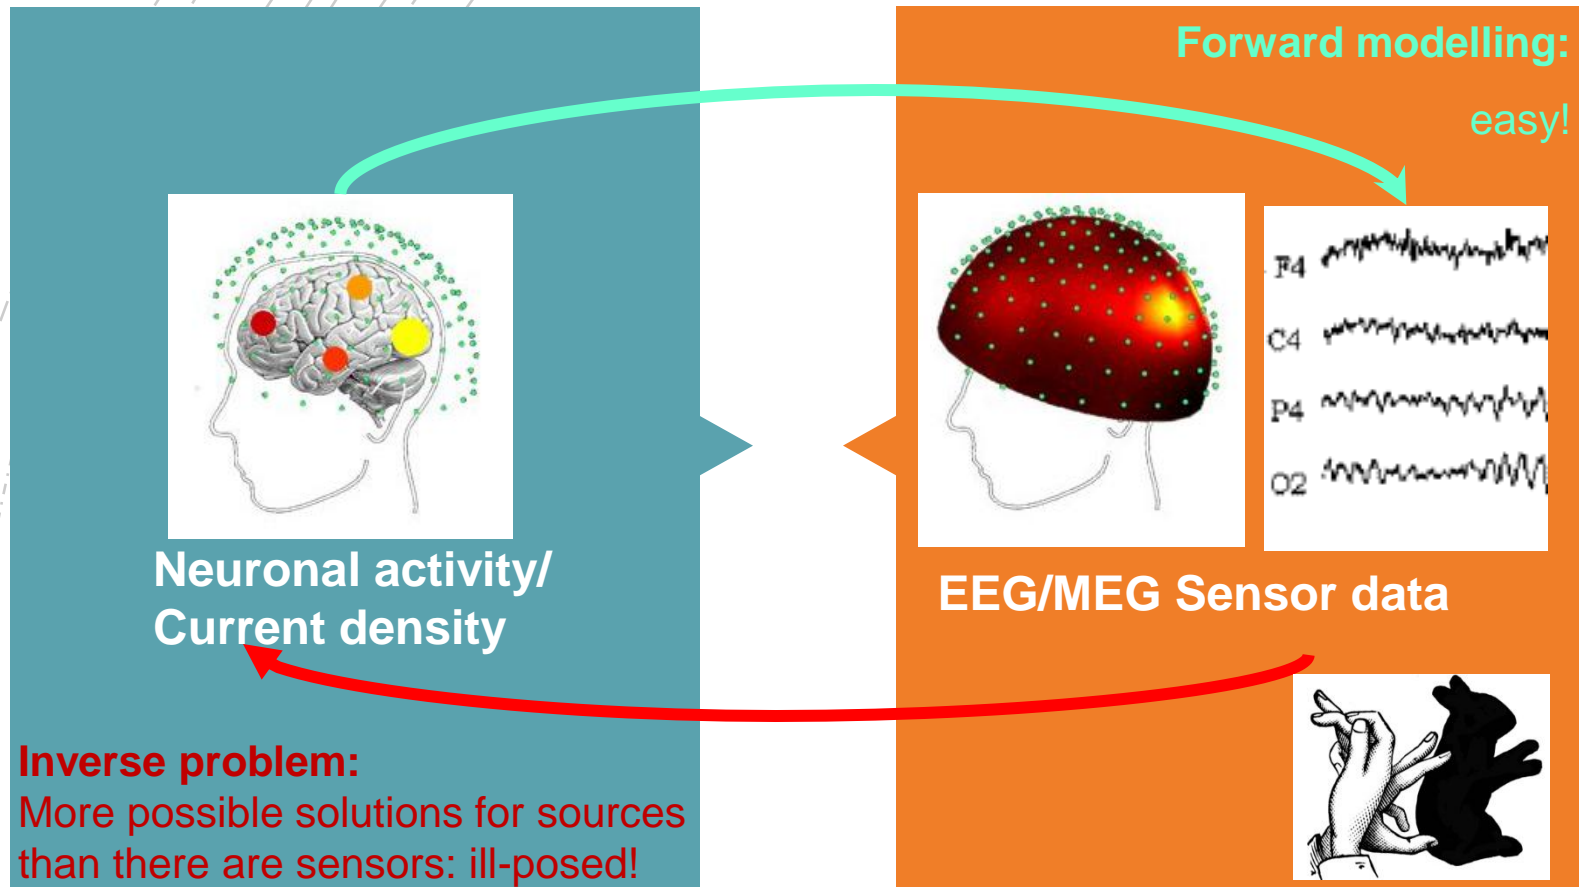 Forward modelling:
easy!
F4
C4
P4
O2
Neuronal activity/
Current density
EEG/MEG Sensor data
Inverse problem:
More possible solutions for sources
than there are sensors: ill-posed!